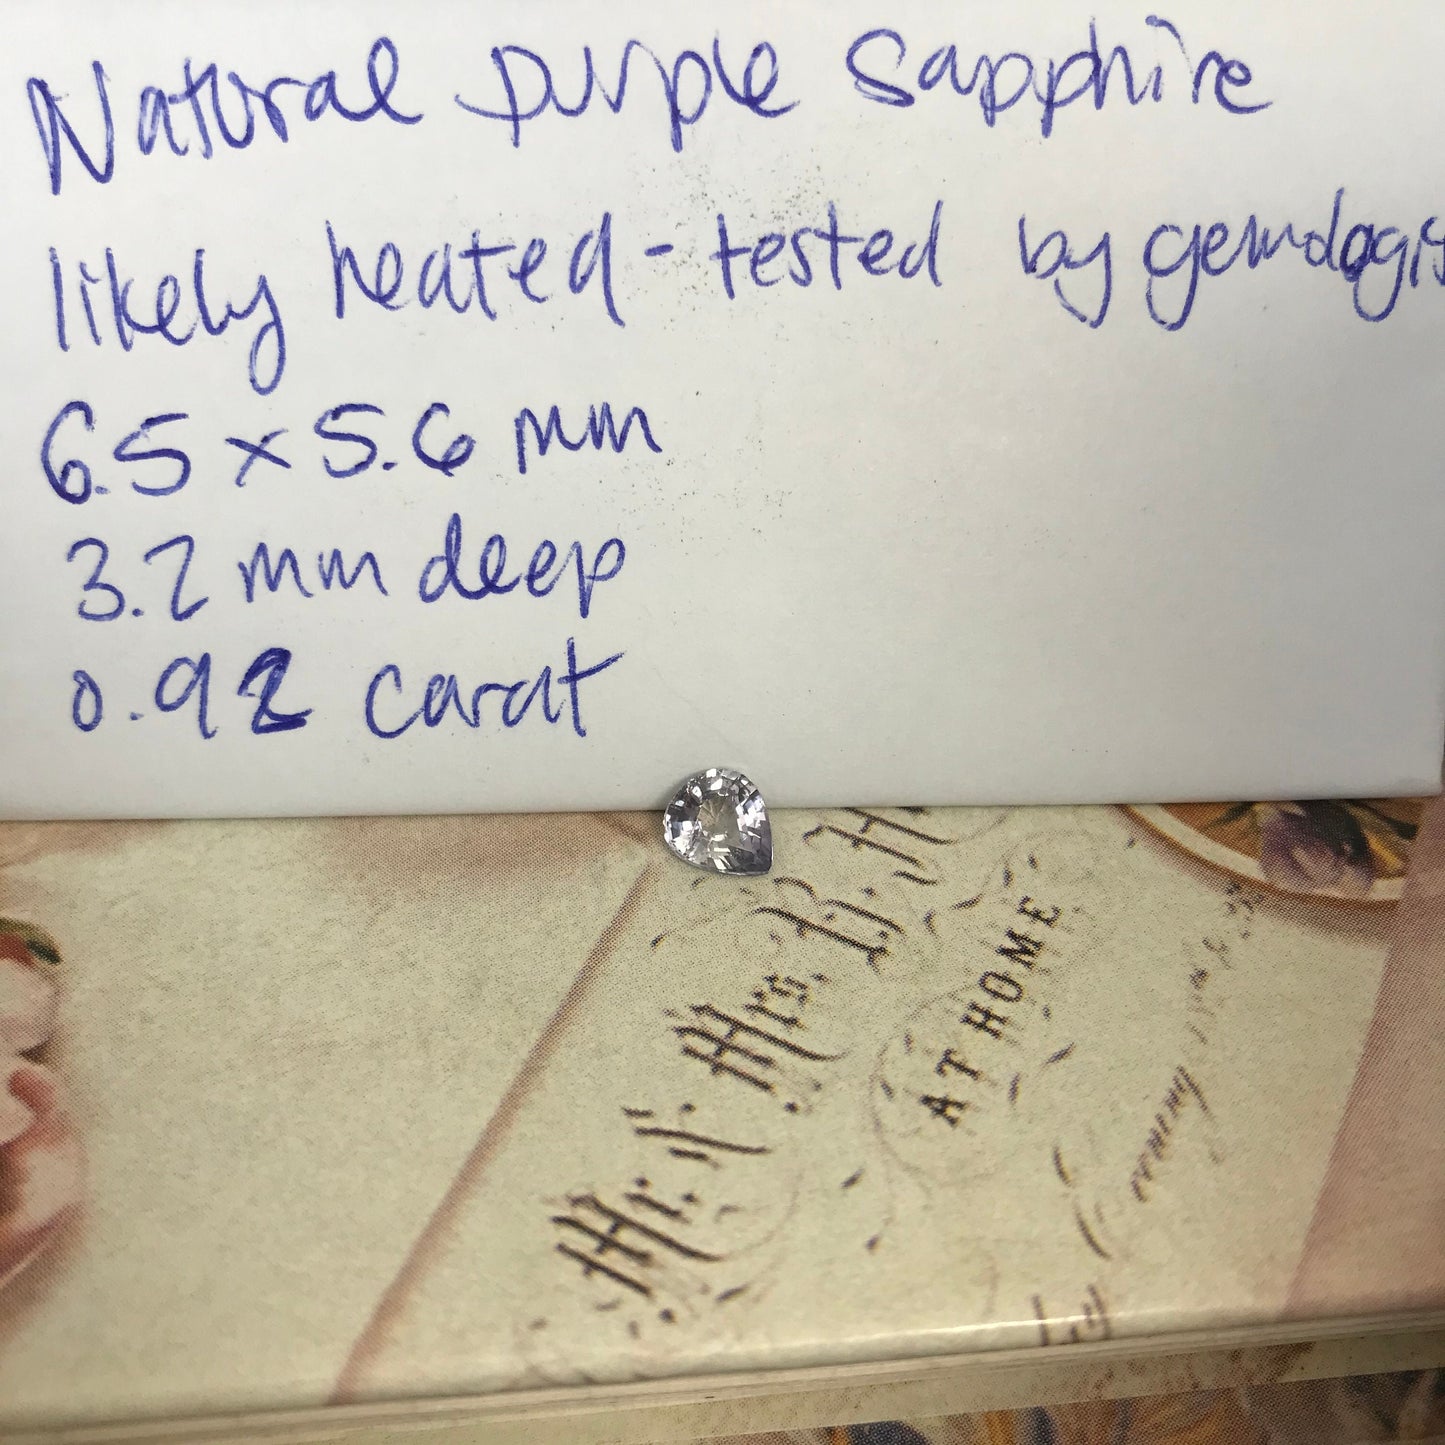 Natural purple sapphire
likely heated - tested by gemologis
6.5 x 5.6 mm
3.2 mm deep
0.92 carat
Mr. & Mrs.
AT HOME